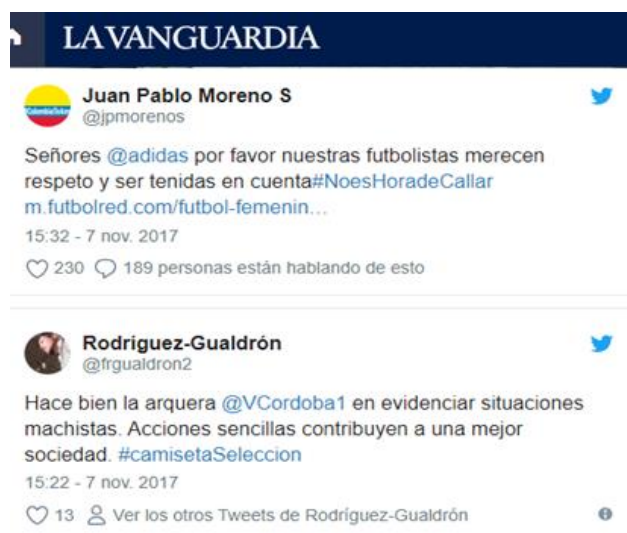 LA VANGUARDIA
Juan Pablo Moreno S
@jpmorenos
Señores @adidas por favor nuestras futbolistas merecen
respeto y ser tenidas en cuenta#NoesHoradeCallar
m.futbolred.com/futbol-femenin…
15:32 - 7 nov. 2017
230 189 personas están hablando de esto
Rodríguez-Gualdrón
@frgualdron2
Hace bien la arquera @VCordoba1 en evidenciar situaciones
machistas. Acciones sencillas contribuyen a una mejor
sociedad. #camisetaSeleccion
15:22 - 7 nov. 2017
13 Ver los otros Tweets de Rodríguez-Gualdrón